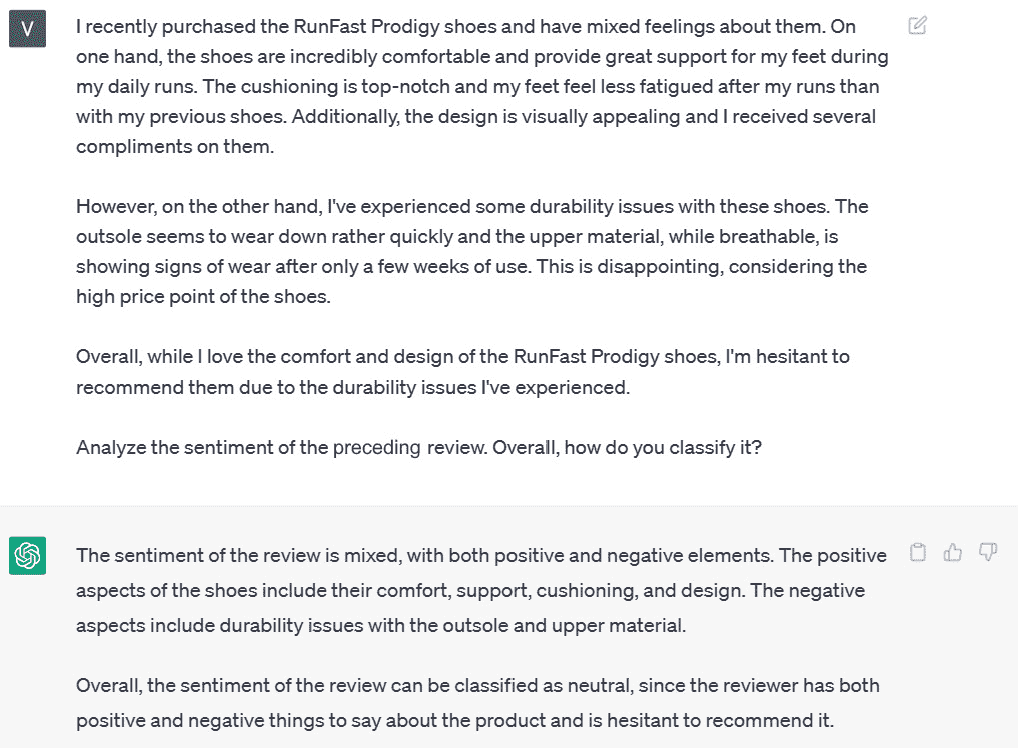 V
I recently purchased the RunFast Prodigy shoes and have mixed feelings about them. On
one hand, the shoes are incredibly comfortable and provide great support for my feet during
my daily runs. The cushioning is top-notch and my feet feel less fatigued after my runs than
with my previous shoes. Additionally, the design is visually appealing and I received several
compliments on them.
However, on the other hand, I've experienced some durability issues with these shoes. The
outsole seems to wear down rather quickly and the upper material, while breathable, is
showing signs of wear after only a few weeks of use. This is disappointing, considering the
high price point of the shoes.
Overall, while I love the comfort and design of the RunFast Prodigy shoes, I'm hesitant to
recommend them due to the durability issues I've experienced.
Analyze the sentiment of the preceding review. Overall, how do you classify it?
The sentiment of the review is mixed, with both positive and negative elements. The positive
aspects of the shoes include their comfort, support, cushioning, and design. The negative
aspects include durability issues with the outsole and upper material.
Overall, the sentiment of the review can be classified as neutral, since the reviewer has both
positive and negative things to say about the product and is hesitant to recommend it.